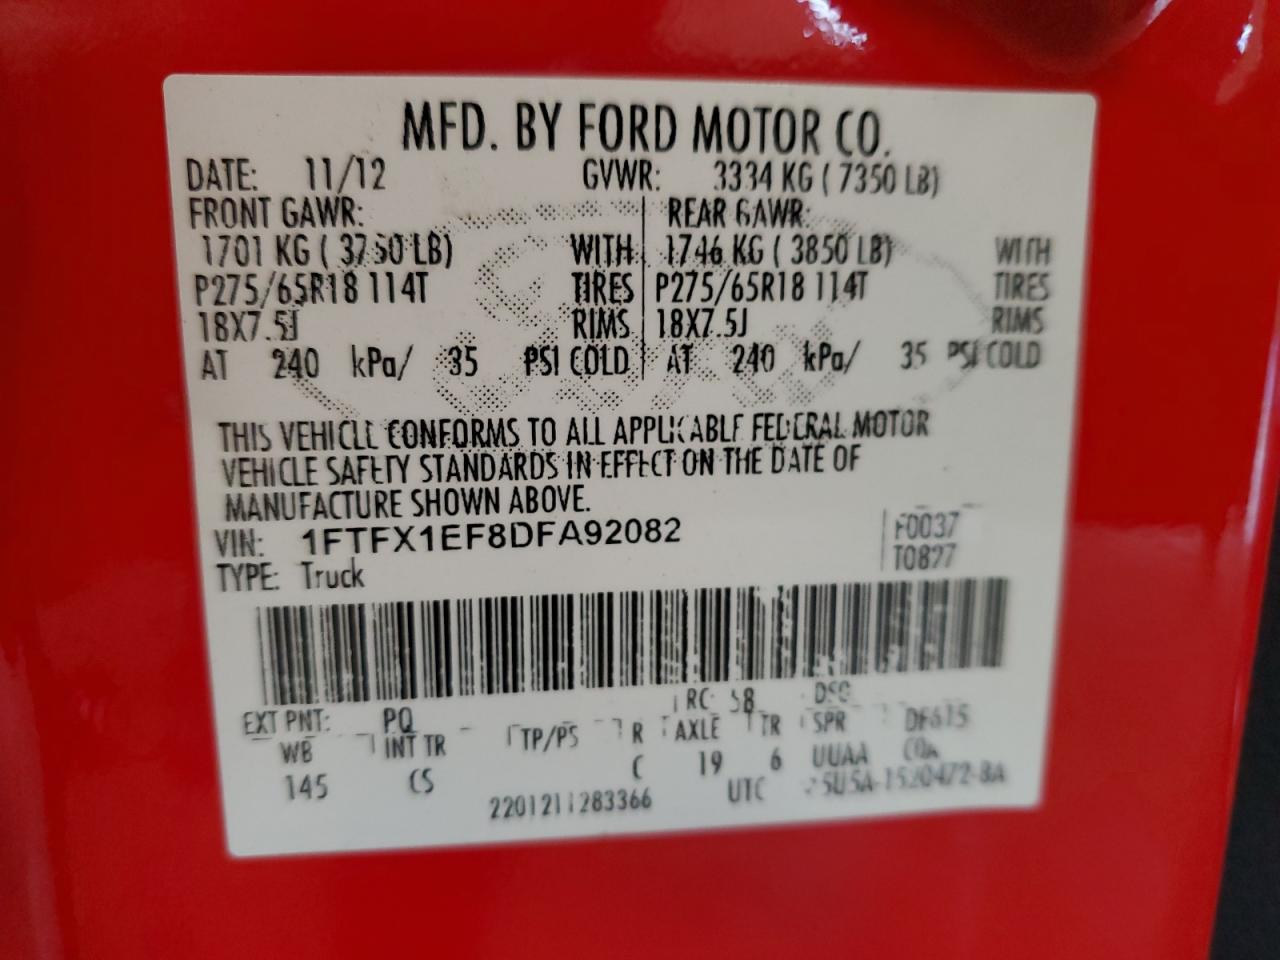 MFD. BY FORD MOTOR CO.
DATE: 11/12 GVWR: 3334 KG ( 7350 LB)
FRONT GAWR: REAR GAWR:
1701 KG ( 3750 LB) WITH 1746 KG ( 3850 LB) WITH
P275/65R18 114T TIRES P275/65R18 114T TIRES
18X7.5J RIMS 18X7.5J RIMS
AT 240 kPa/ 35 PSI COLD AT 240 kPa/ 35 PSI COLD
THIS VEHICLE CONFORMS TO ALL APPLICABLE FEDERAL MOTOR
VEHICLE SAFETY STANDARDS IN EFFECT ON THE DATE OF
MANUFACTURE SHOWN ABOVE.
VIN: 1FTFX1EF8DFA92082 F0037
TYPE: Truck T0827
EXT PNT: PQ RC: 58 DSO:
WB INT TR TP/PS R AXLE TR SPR
145 CS C 19 6 UUAA
2201211283366 UTC